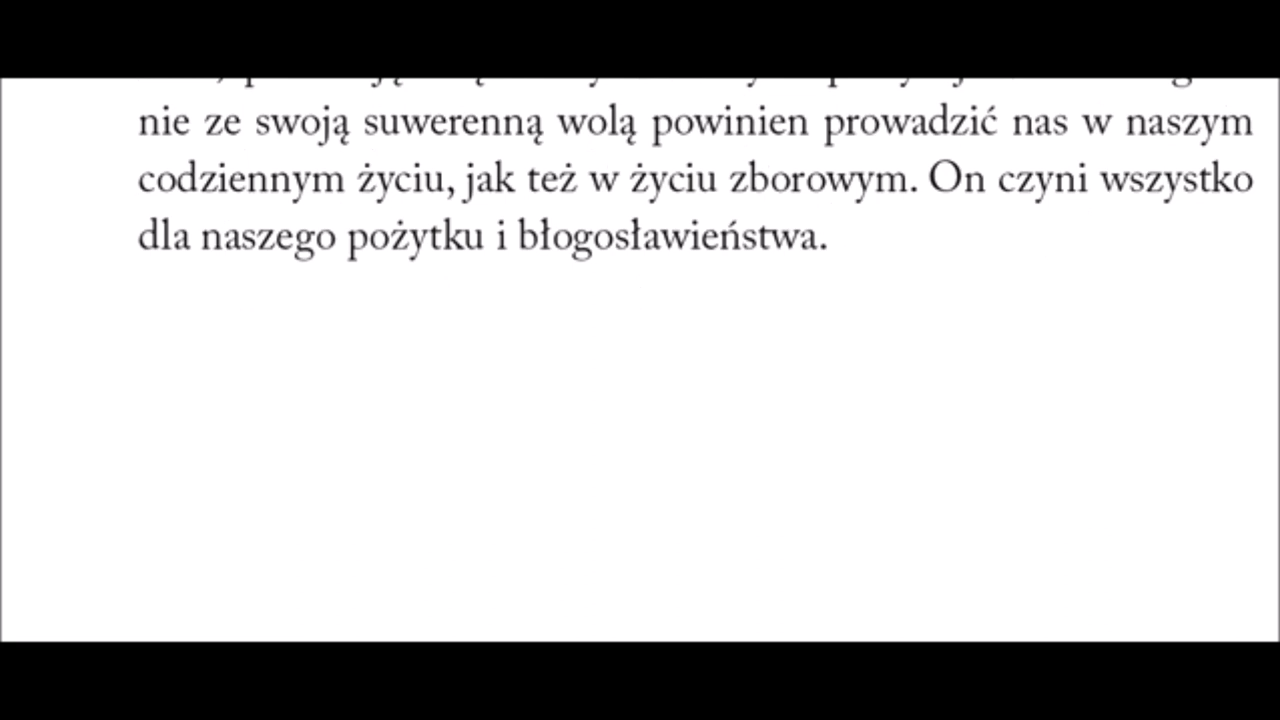 nie ze swoją suwerenną wolą powinien prowadzić nas w naszym
codziennym życiu, jak też w życiu zborowym. On czyni wszystko
dla naszego pożytku i błogosławieństwa.